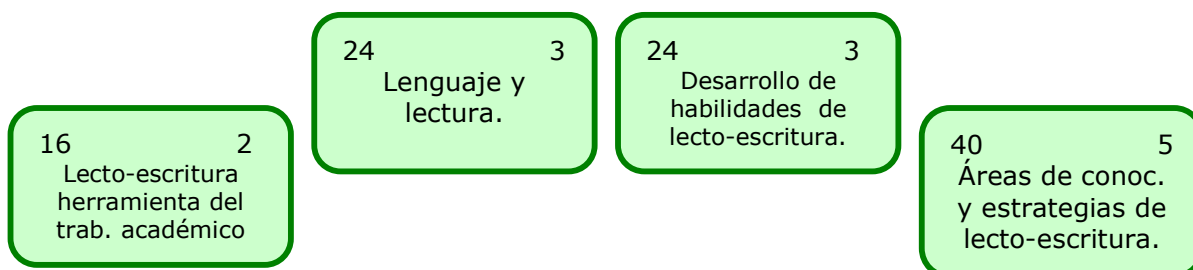 16 2
Lecto-escritura
herramienta del
trab. académico
24 3
Lenguaje y
lectura.
24 3
Desarrollo de
habilidades de
lecto-escritura.
40 5
Áreas de conoc.
y estrategias de
lecto-escritura.